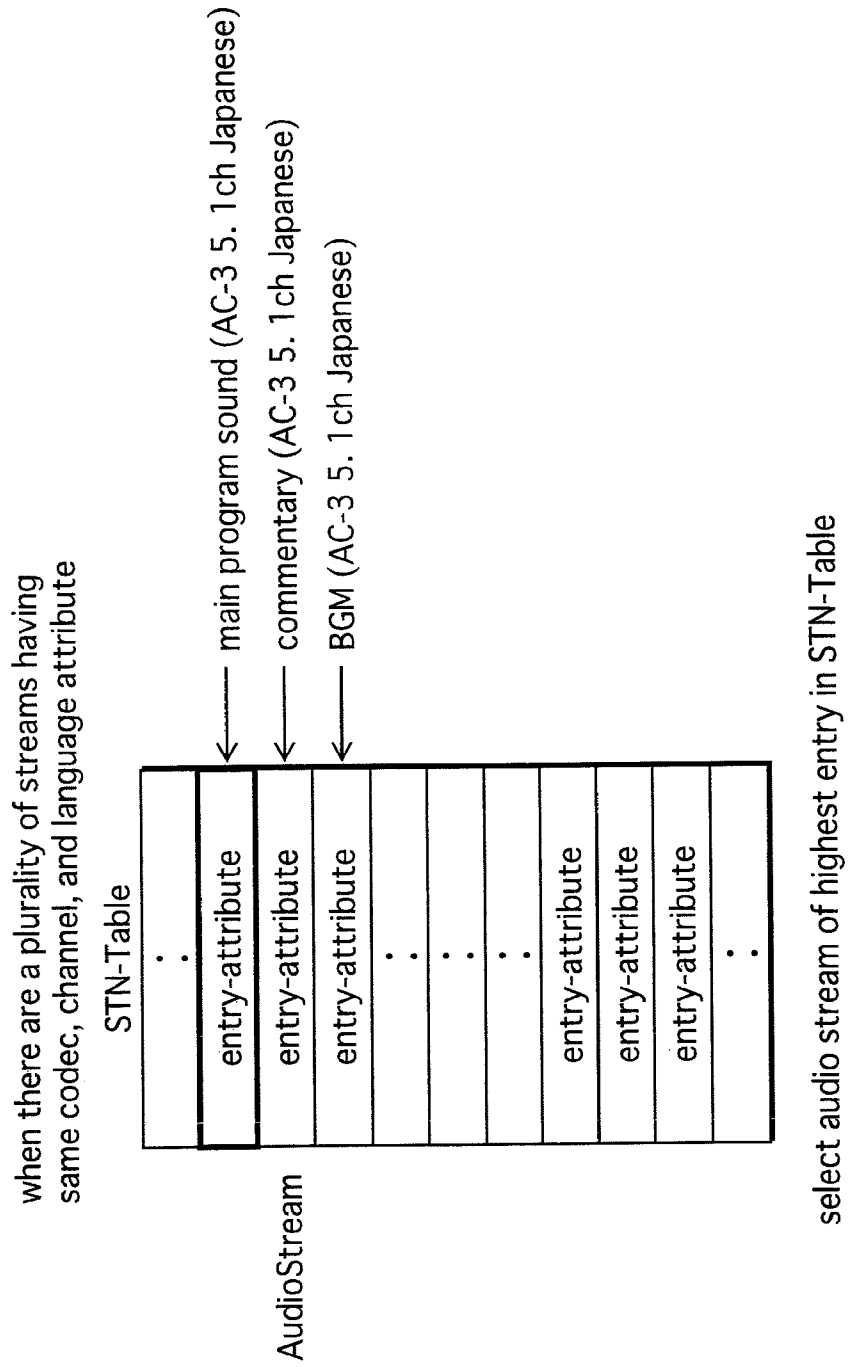 when there are a plurality of streams having
same codec, channel, and language attribute
STN-Table
: 
entry-attribute
main program sound (AC-3 5. 1ch Japanese)
AudioStream
entry-attribute
commentary (AC-3 5. 1ch Japanese)
entry-attribute
BGM (AC-3 5. 1ch Japanese)
:
:
:
entry-attribute
entry-attribute
entry-attribute
:
select audio stream of highest entry in STN-Table